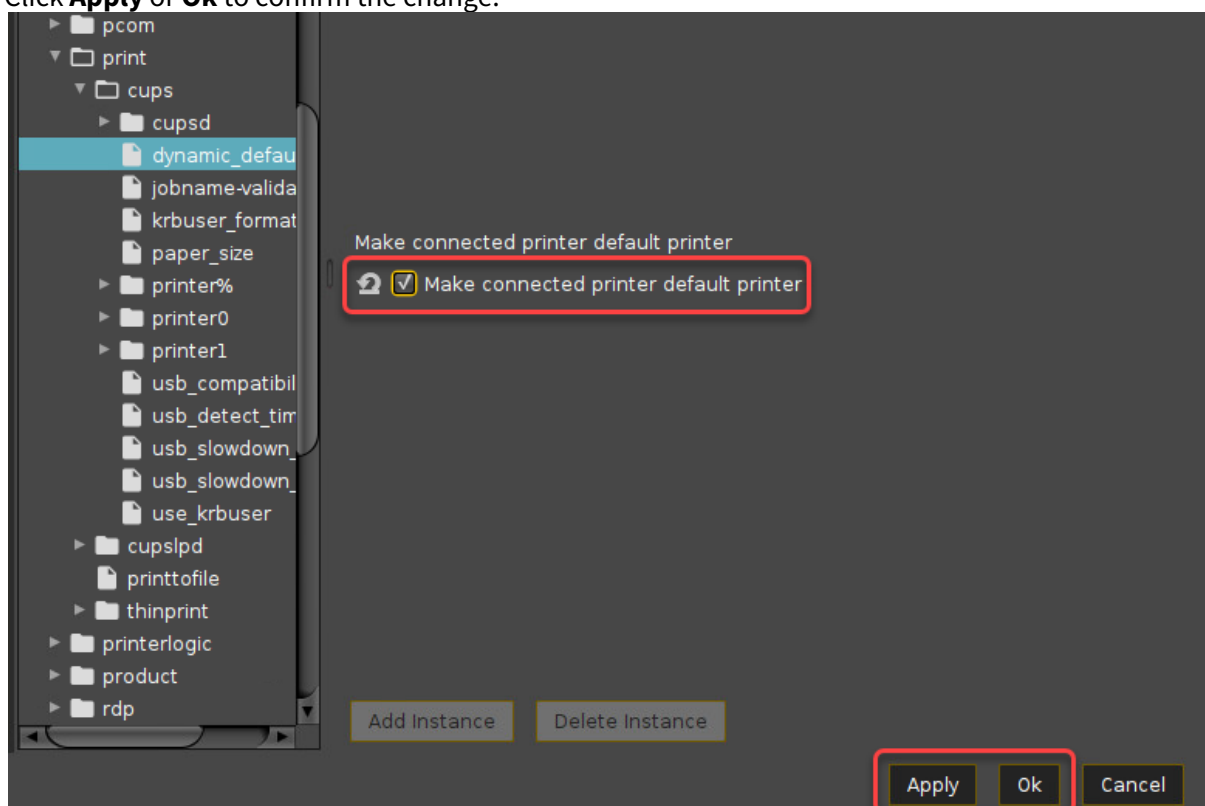 Click Apply or Ok to confirm the change.
pcom
print
cups
cupsd
dynamic_defau
jobname-valida
krbuser_format
paper_size
printer%
printer0
printer1
usb_compatibil
usb_detect_tim
usb_slowdown_
usb_slowdown_
use_krbuser
cupslpd
printtofile
thinprint
printerlogic
product
rdp
Make connected printer default printer
Make connected printer default printer
Add Instance Delete Instance
Apply Ok Cancel